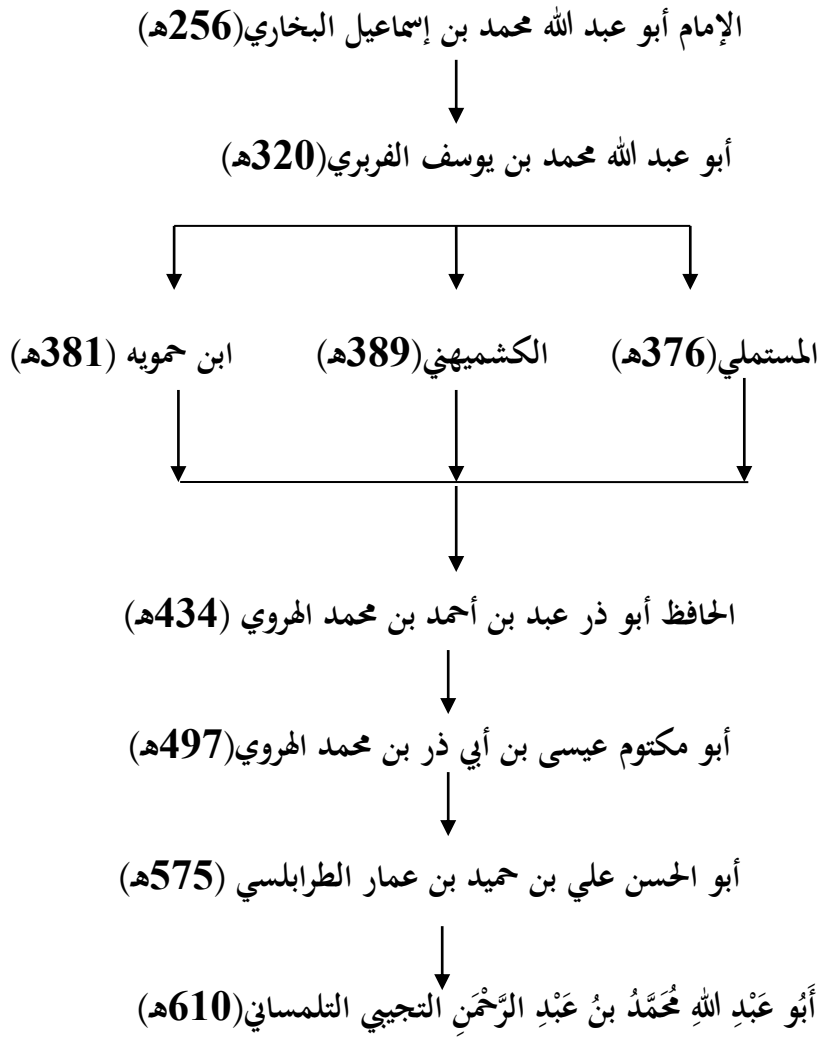 الإمام أبو عبد الله محمد بن إسماعيل البخاري(256هـ)
أبو عبد الله محمد بن يوسف الفربري(320هـ)
المستملي(376هـ) الكشميهني(389هـ) ابن حمويه (381هـ)
الحافظ أبو ذر عبد بن أحمد بن محمد الهروي (434هـ)
أبو مكتوم عيسى بن أبي ذر بن محمد الهروي(497هـ)
أبو الحسن علي بن حميد بن عمار الطرابلسي (575هـ)
أَبُو عَبْدِ اللهِ مُحَمَّدُ بنُ عَبْدِ الرَّحْمَنِ التجيبي التلمساني(610هـ)